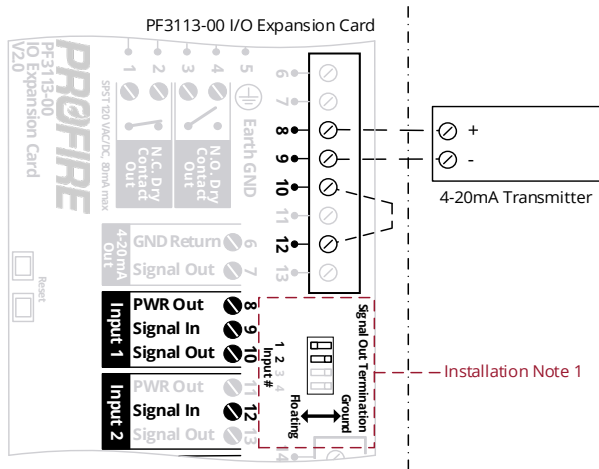 PF3113-00 I/O Expansion Card
PF3113-00
IO Expansion Card
V2.0
PROFIRE
1
2
3
4
5
SPST 120 VAC/DC, 80mA max
N.C. Dry
Contact
Out
N.O. Dry
Contact
Out
Earth GND
6
7
8
9
10
11
12
13
+
-
4-20mA Transmitter
4-20mA
Out
GND Return 6
Signal Out 7
Reset
Input 1
PWR Out 8
Signal In 9
Signal Out 10
Input 2
PWR Out 11
Signal In 12
Signal Out 13
Signal Out Termination
1
2
3
4
Input #
Ground
Floating
Installation Note 1
14